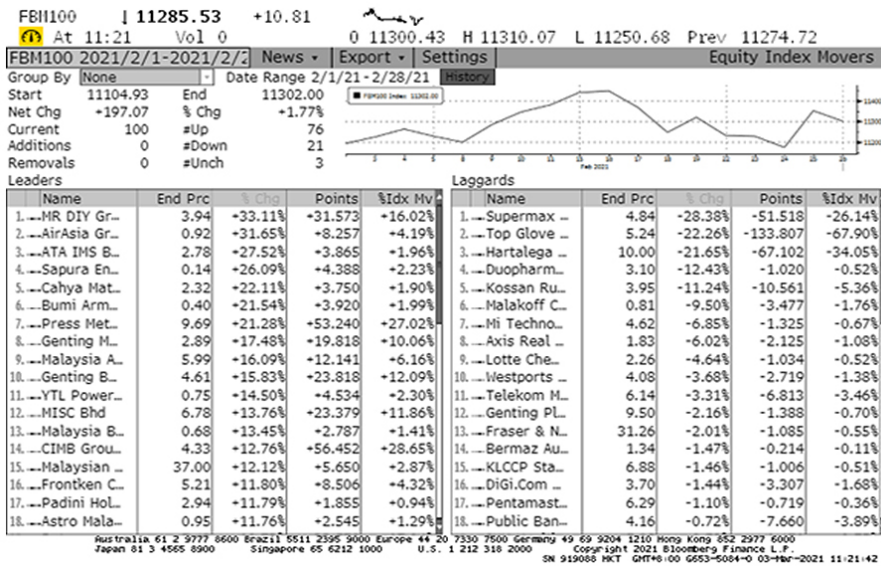 FBM100 ↓ 11285.53 +10.81
At 11:21 Vol 0 O 11300.43 H 11310.07 L 11250.68 Prev 11274.72
FBM100 2021/2/1-2021/2/2 News ▾ Export ▾ Settings Equity Index Movers
Group By None Date Range 2/1/21-2/28/21 History
Start 11104.93 End 11302.00
Net Chg +197.07 % Chg +1.77%
Current 100 #Up 76
Additions 0 #Down 21
Removals 0 #Unch 3
FBM100 Index 11302.00
11400
11300
11200
3 4 5 8 9 10 11 15 16 17 18 19 22 23 24 25 26
Feb 2021
Leaders
Name End Prc % Chg Points %Idx Mv
1. MR DIY Gr... 3.94 +33.11% +31.573 +16.02%
2. AirAsia Gr... 0.92 +31.65% +8.257 +4.19%
3. ATA IMS B... 2.78 +27.52% +3.865 +1.96%
4. Sapura En... 0.14 +26.09% +4.388 +2.23%
5. Cahya Mat... 2.32 +22.11% +3.750 +1.90%
6. Bumi Arm... 0.40 +21.54% +3.920 +1.99%
7. Press Met... 9.69 +21.28% +53.240 +27.02%
8. Genting M... 2.89 +17.48% +19.818 +10.06%
9. Malaysia A... 5.99 +16.09% +12.141 +6.16%
10. Genting B... 4.61 +15.83% +23.818 +12.09%
11. YTL Power... 0.75 +14.50% +4.534 +2.30%
12. MISC Bhd 6.78 +13.76% +23.379 +11.86%
13. Malaysia B... 0.68 +13.45% +2.787 +1.41%
14. CIMB Grou... 4.33 +12.76% +56.452 +28.65%
15. Malaysian ... 37.00 +12.12% +5.650 +2.87%
16. Frontken C... 5.21 +11.80% +8.506 +4.32%
17. Padini Hol... 2.94 +11.79% +1.855 +0.94%
18. Astro Mala... 0.95 +11.76% +2.545 +1.29%
Laggards
Name End Prc % Chg Points %Idx Mv
1. Supermax ... 4.84 -28.38% -51.518 -26.14%
2. Top Glove ... 5.24 -22.26% -133.807 -67.90%
3. Hartalega ... 10.00 -21.65% -67.102 -34.05%
4. Duopharm... 3.10 -12.43% -1.020 -0.52%
5. Kossan Ru... 3.95 -11.24% -10.561 -5.36%
6. Malakoff C... 0.81 -9.50% -3.477 -1.76%
7. Mi Techno... 4.62 -6.85% -1.325 -0.67%
8. Axis Real ... 1.83 -6.02% -2.125 -1.08%
9. Lotte Che... 2.26 -4.64% -1.034 -0.52%
10. Westports ... 4.08 -3.68% -2.719 -1.38%
11. Telekom M... 6.14 -3.31% -6.813 -3.46%
12. Genting Pl... 9.50 -2.16% -1.388 -0.70%
13. Fraser & N... 31.26 -2.01% -1.085 -0.55%
14. Bermaz Au... 1.34 -1.47% -0.214 -0.11%
15. KLCCP Sta... 6.88 -1.46% -1.006 -0.51%
16. DiGi.Com ... 3.70 -1.44% -3.307 -1.68%
17. Pentamast... 6.29 -1.10% -0.719 -0.36%
18. Public Ban... 4.16 -0.72% -7.660 -3.89%
Australia 61 2 9777 8600 Brazil 5511 2395 9000 Europe 44 20 7330 7500 Germany 49 69 9204 1210 Hong Kong 852 2977 6000
Japan 81 3 4565 8900 Singapore 65 6212 1000 U.S. 1 212 318 2000 Copyright 2021 Bloomberg Finance L.P.
SN 919088 HKT GMT+8:00 G653-5084-0 03-Mar-2021 11:21:42